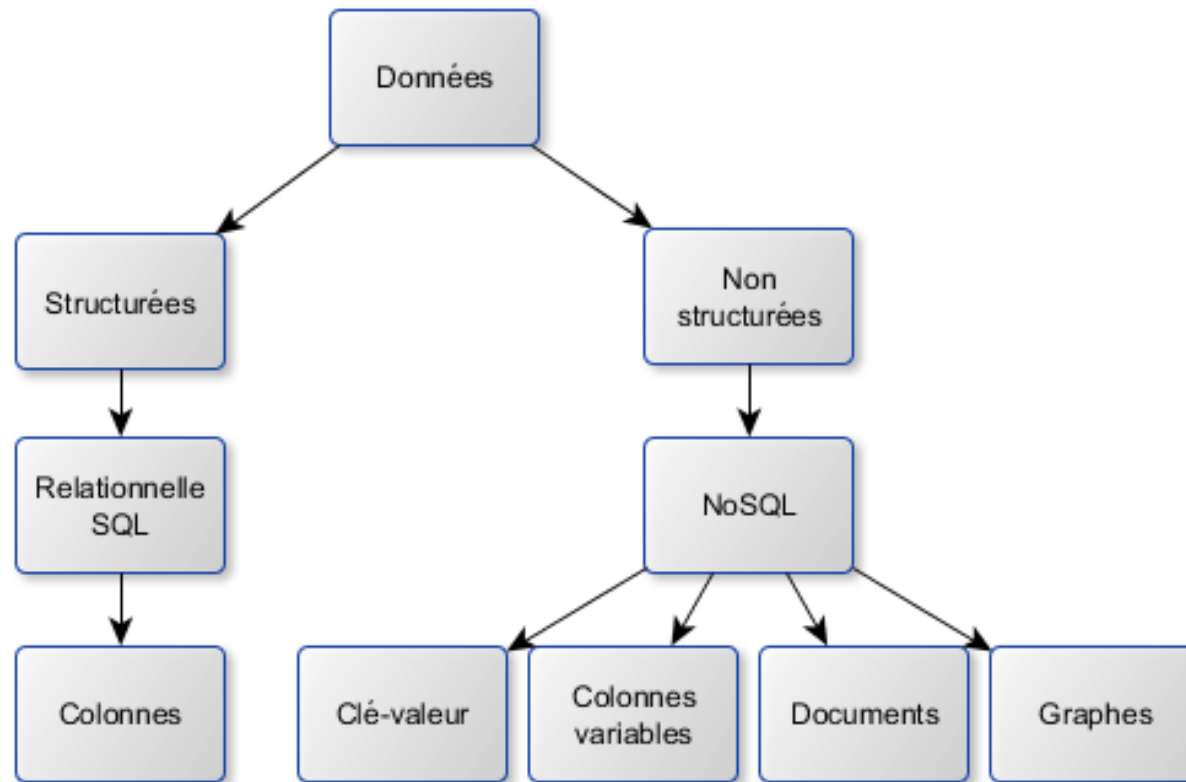 Données
Structurées
Non
structurées
Relationnelle
SQL
NoSQL
Colonnes
Clé-valeur
Colonnes
variables
Documents
Graphes